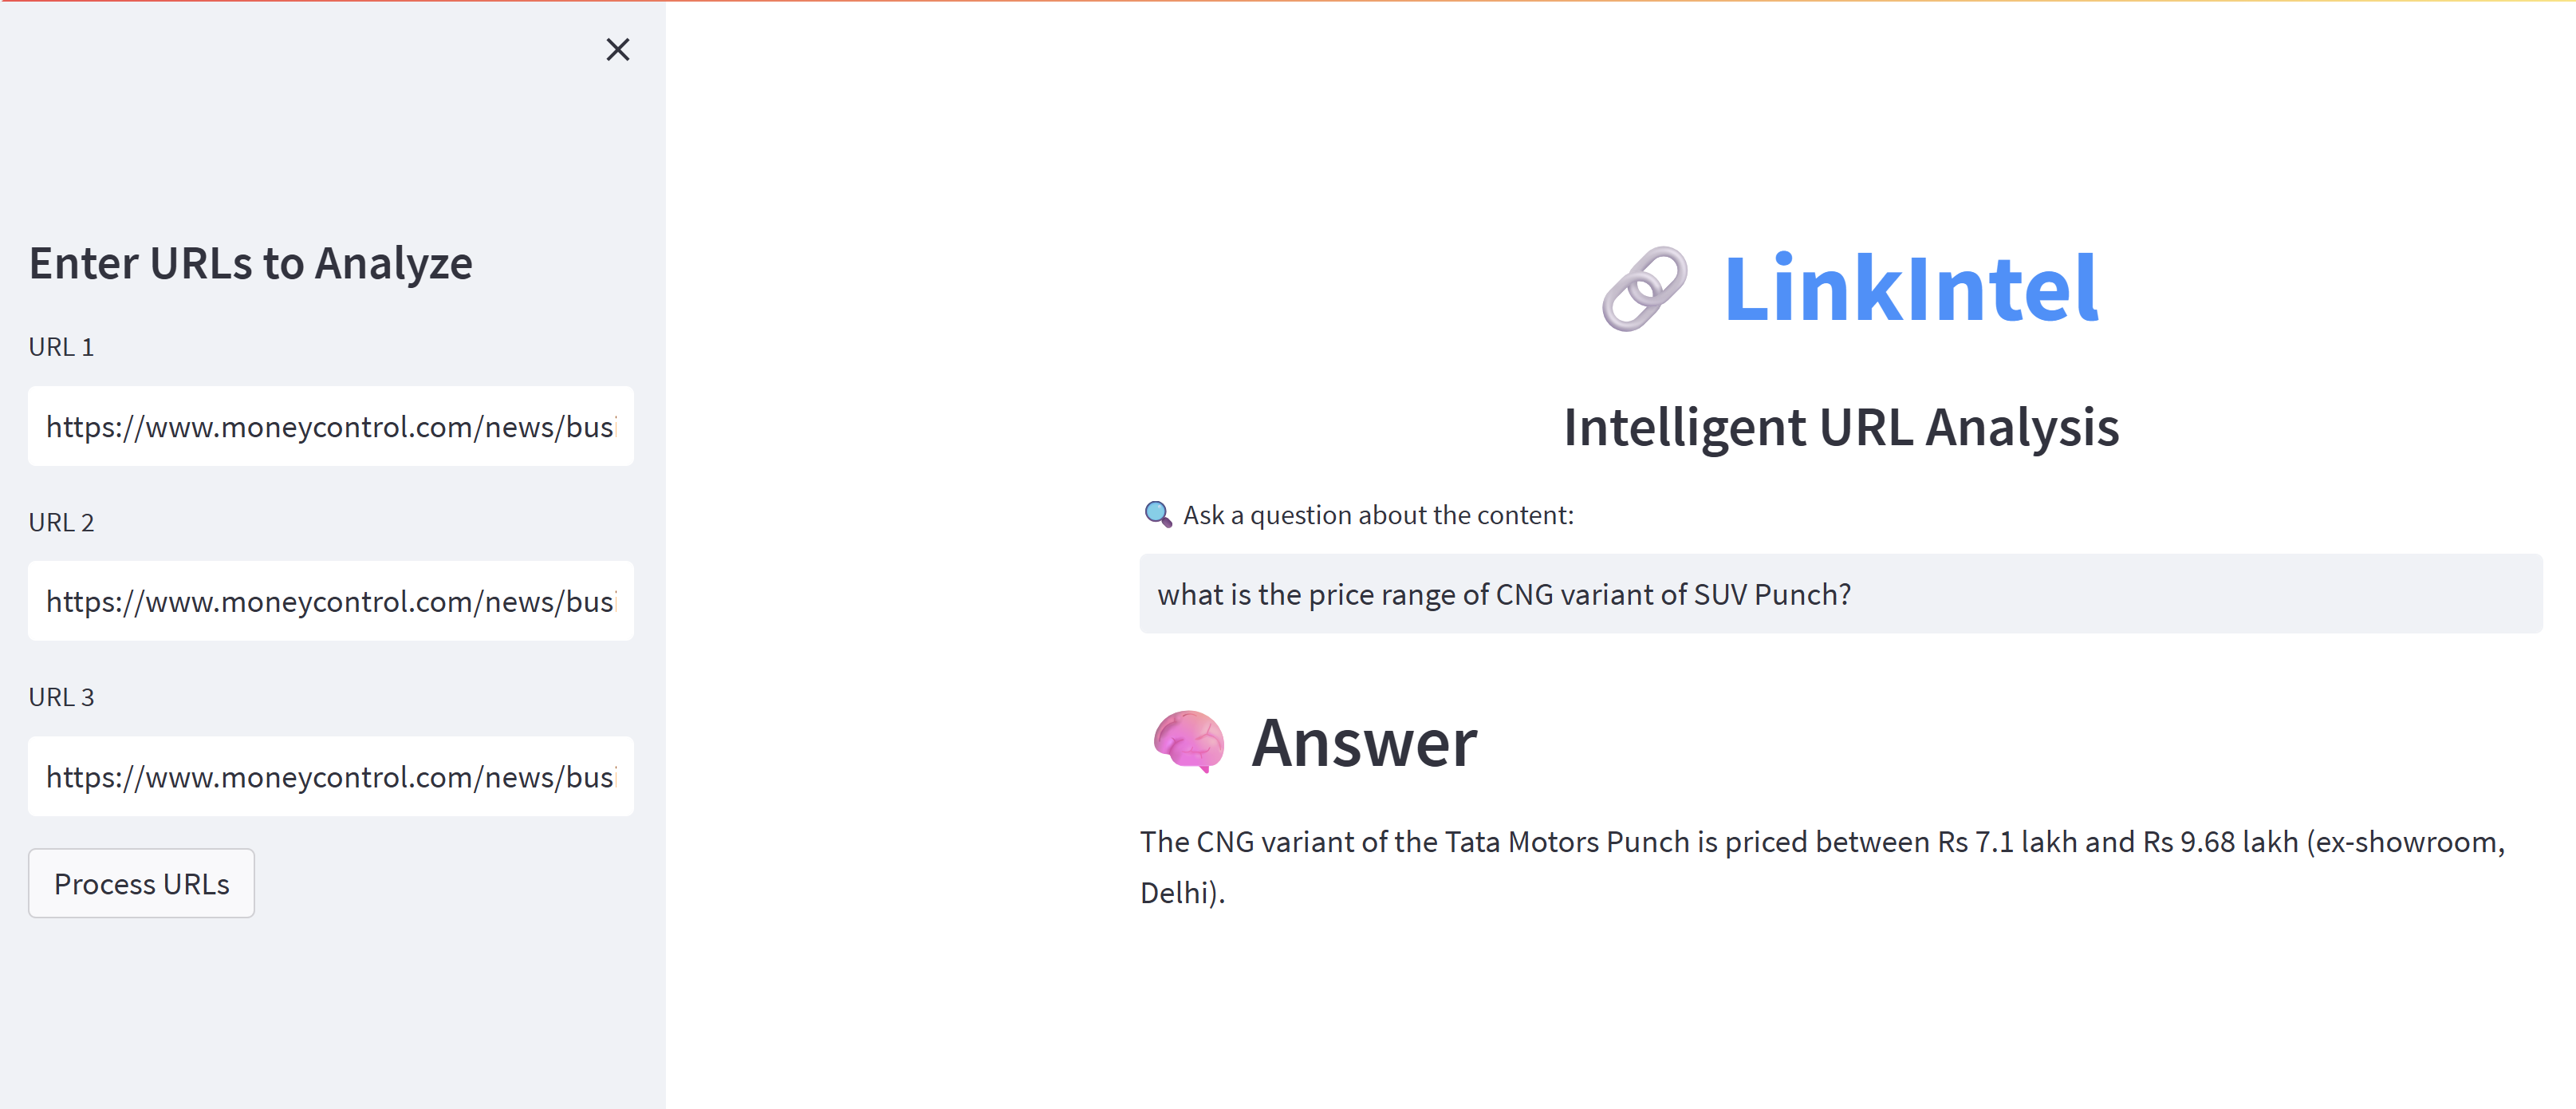 Enter URLs to Analyze
URL 1
https://www.moneycontrol.com/news/busi
URL 2
https://www.moneycontrol.com/news/busi
URL 3
https://www.moneycontrol.com/news/busi
Process URLs
LinkIntel
Intelligent URL Analysis
Ask a question about the content:
what is the price range of CNG variant of SUV Punch?
Answer
The CNG variant of the Tata Motors Punch is priced between Rs 7.1 lakh and Rs 9.68 lakh (ex-showroom,
Delhi).